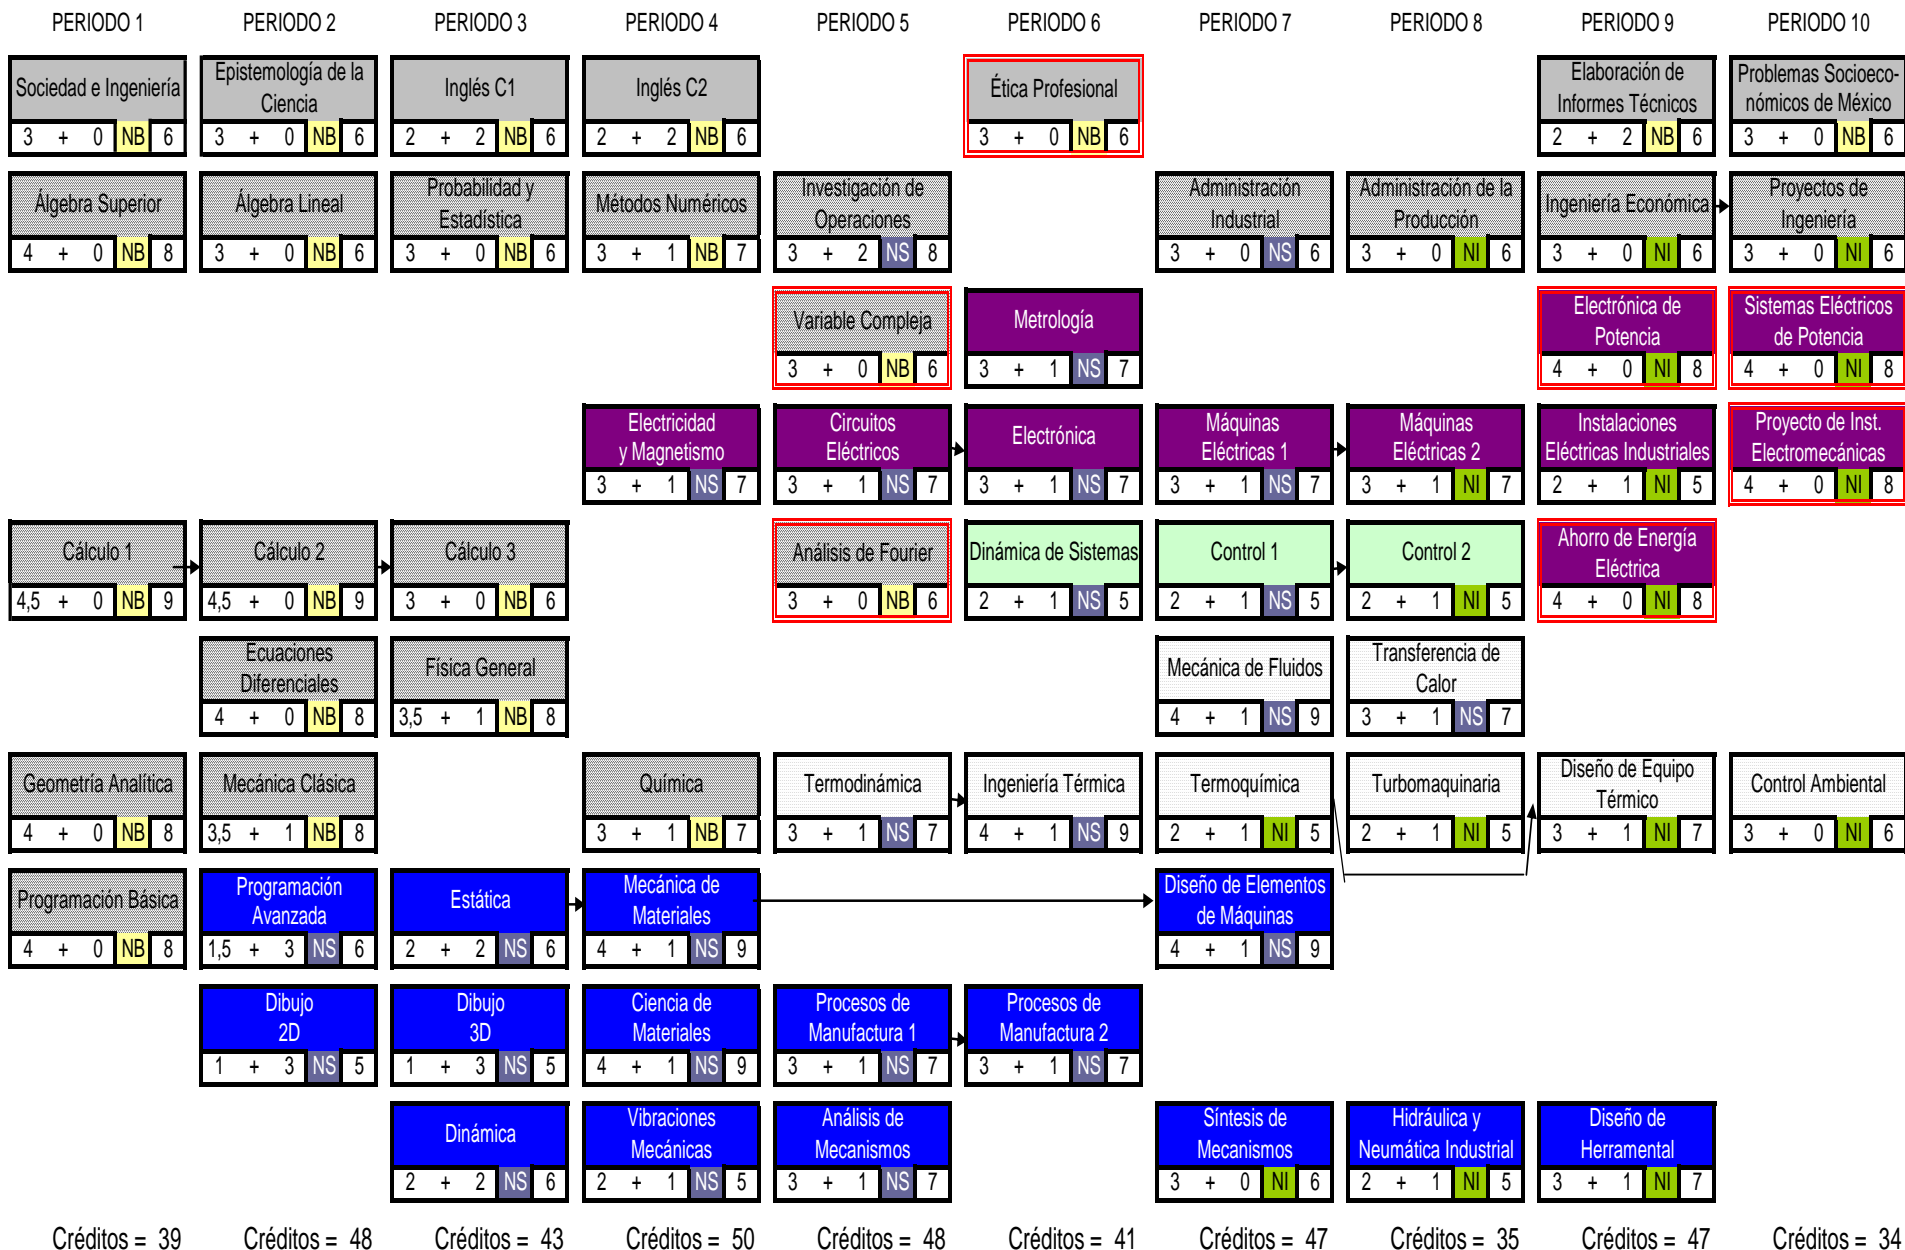 PERIODO 1 PERIODO 2 PERIODO 3 PERIODO 4 PERIODO 5 PERIODO 6 PERIODO 7 PERIODO 8 PERIODO 9 PERIODO 10
Sociedad e Ingeniería
3 + 0 NB 6
Epistemología de la
Ciencia
3 + 0 NB 6
Inglés C1
2 + 2 NB 6
Inglés C2
2 + 2 NB 6
Ética Profesional
3 + 0 NB 6
Elaboración de
Informes Técnicos
2 + 2 NB 6
Problemas Socioeco-
nómicos de México
3 + 0 NB 6
Álgebra Superior
4 + 0 NB 8
Álgebra Lineal
3 + 0 NB 6
Probabilidad y
Estadística
3 + 0 NB 6
Métodos Numéricos
3 + 1 NB 7
Investigación de
Operaciones
3 + 2 NS 8
Administración
Industrial
3 + 0 NS 6
Administración de la
Producción
3 + 0 NI 6
Ingeniería Económica
3 + 0 NI 6
Proyectos de
Ingeniería
3 + 0 NI 6
Variable Compleja
3 + 0 NB 6
Metrología
3 + 1 NS 7
Electrónica de
Potencia
4 + 0 NI 8
Sistemas Eléctricos
de Potencia
4 + 0 NI 8
Electricidad
y Magnetismo
3 + 1 NS 7
Circuitos
Eléctricos
3 + 1 NS 7
Electrónica
3 + 1 NS 7
Máquinas
Eléctricas 1
3 + 1 NS 7
Máquinas
Eléctricas 2
3 + 1 NI 7
Instalaciones
Eléctricas Industriales
2 + 1 NI 5
Proyecto de Inst.
Electromecánicas
4 + 0 NI 8
Cálculo 1
4,5 + 0 NB 9
Cálculo 2
4,5 + 0 NB 9
Cálculo 3
3 + 0 NB 6
Análisis de Fourier
3 + 0 NB 6
Dinámica de Sistemas
2 + 1 NS 5
Control 1
2 + 1 NS 5
Control 2
2 + 1 NI 5
Ahorro de Energía
Eléctrica
4 + 0 NI 8
Ecuaciones
Diferenciales
4 + 0 NB 8
Física General
3,5 + 1 NB 8
Mecánica de Fluidos
4 + 1 NS 9
Transferencia de
Calor
3 + 1 NS 7
Geometría Analítica
4 + 0 NB 8
Mecánica Clásica
3,5 + 1 NB 8
Química
3 + 1 NB 7
Termodinámica
3 + 1 NS 7
Ingeniería Térmica
4 + 1 NS 9
Termoquímica
2 + 1 NI 5
Turbomaquinaria
2 + 1 NI 5
Diseño de Equipo
Térmico
3 + 1 NI 7
Control Ambiental
3 + 0 NI 6
Programación Básica
4 + 0 NB 8
Programación
Avanzada
1,5 + 3 NS 6
Estática
2 + 2 NS 6
Mecánica de
Materiales
4 + 1 NS 9
Diseño de Elementos
de Máquinas
4 + 1 NS 9
Dibujo
2D
1 + 3 NS 5
Dibujo
3D
1 + 3 NS 5
Ciencia de
Materiales
4 + 1 NS 9
Procesos de
Manufactura 1
3 + 1 NS 7
Procesos de
Manufactura 2
3 + 1 NS 7
Dinámica
2 + 2 NS 6
Vibraciones
Mecánicas
2 + 1 NS 5
Análisis de
Mecanismos
3 + 1 NS 7
Síntesis de
Mecanismos
3 + 0 NI 6
Hidráulica y
Neumática Industrial
2 + 1 NI 5
Diseño de
Herramental
3 + 1 NI 7
Créditos = 39 Créditos = 48 Créditos = 43 Créditos = 50 Créditos = 48 Créditos = 41 Créditos = 47 Créditos = 35 Créditos = 47 Créditos = 34